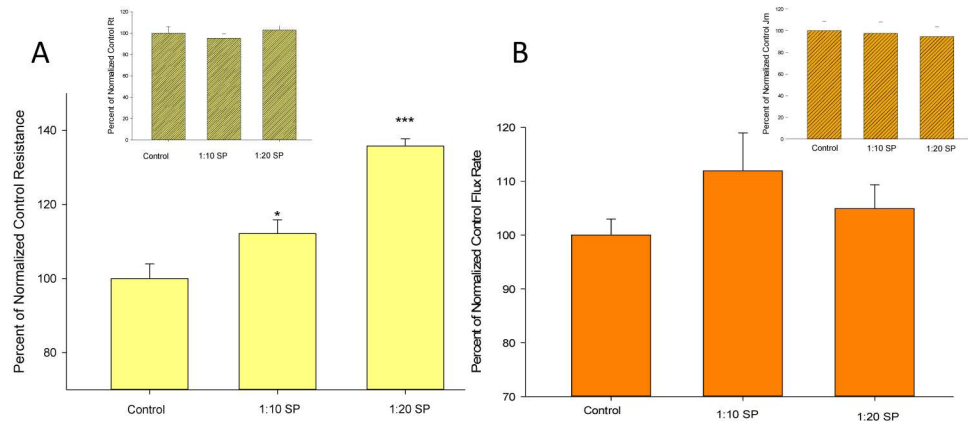 A
Percent of Normalized Control Rt
120
100
80
60
40
20
0
Control 1:10 SP 1:20 SP
Percent of Normalized Control Resistance
140
120
100
80
*
***
Control 1:10 SP 1:20 SP
B
Percent of Normalized Control Jm
120
100
80
60
40
20
0
Control 1:10 SP 1:20 SP
Percent of Normalized Control Flux Rate
120
110
100
90
80
70
Control 1:10 SP 1:20 SP